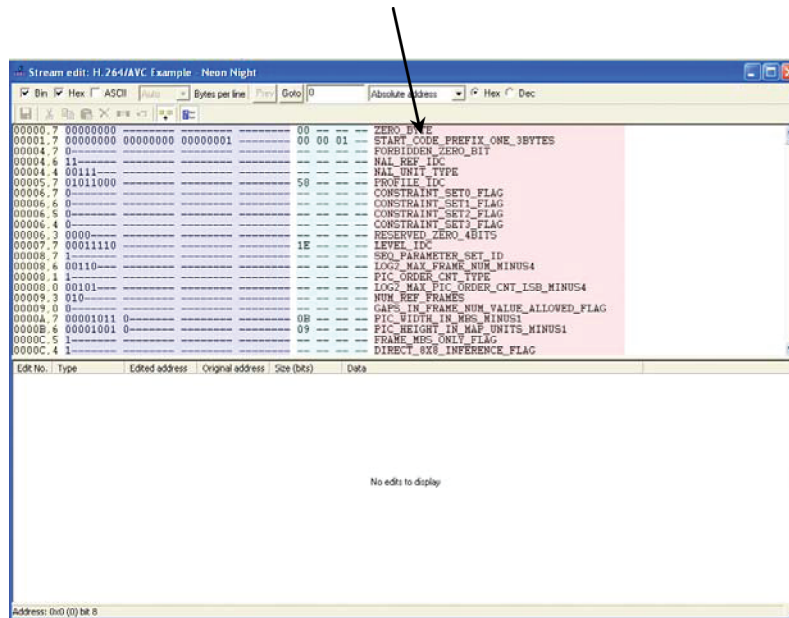 Stream edit: H.264/AVC Example - Neon Night
Bin Hex ASCII Auto Bytes per line Prev Goto 0 Absolute address Hex Dec
00000.7 00000000 -------- -------- -------- 00 -- -- -- ZERO_BYTE
00001.7 00000000 00000000 00000001 -------- 00 00 01 -- START_CODE_PREFIX_ONE_3BYTES
00004.7 0------- -------- -------- -------- -- -- -- -- FORBIDDEN_ZERO_BIT
00004.6 11------ -------- -------- -------- -- -- -- -- NAL_REF_IDC
00004.4 00111--- -------- -------- -------- -- -- -- -- NAL_UNIT_TYPE
00005.7 01011000 -------- -------- -------- 58 -- -- -- PROFILE_IDC
00006.7 0------- -------- -------- -------- -- -- -- -- CONSTRAINT_SET0_FLAG
00006.6 0------- -------- -------- -------- -- -- -- -- CONSTRAINT_SET1_FLAG
00006.5 0------- -------- -------- -------- -- -- -- -- CONSTRAINT_SET2_FLAG
00006.4 0------- -------- -------- -------- -- -- -- -- CONSTRAINT_SET3_FLAG
00006.3 0000---- -------- -------- -------- -- -- -- -- RESERVED_ZERO_4BITS
00007.7 00011110 -------- -------- -------- 1E -- -- -- LEVEL_IDC
00008.7 1------- -------- -------- -------- -- -- -- -- SEQ_PARAMETER_SET_ID
00008.6 00110--- -------- -------- -------- -- -- -- -- LOG2_MAX_FRAME_NUM_MINUS4
00008.1 1------- -------- -------- -------- -- -- -- -- PIC_ORDER_CNT_TYPE
00008.0 00101--- -------- -------- -------- -- -- -- -- LOG2_MAX_PIC_ORDER_CNT_LSB_MINUS4
00009.3 010----- -------- -------- -------- -- -- -- -- NUM_REF_FRAMES
00009.0 0------- -------- -------- -------- -- -- -- -- GAPS_IN_FRAME_NUM_VALUE_ALLOWED_FLAG
0000A.7 00001011 0------- -------- -------- 0B -- -- -- PIC_WIDTH_IN_MBS_MINUS1
0000B.6 00001001 0------- -------- -------- 09 -- -- -- PIC_HEIGHT_IN_MAP_UNITS_MINUS1
0000C.5 1------- -------- -------- -------- -- -- -- -- FRAME_MBS_ONLY_FLAG
0000C.4 1------- -------- -------- -------- -- -- -- -- DIRECT_8X8_INFERENCE_FLAG
Edit No. Type Edited address Original address Size (bits) Data
No edits to display
Address: 0x0 (0) bit 8